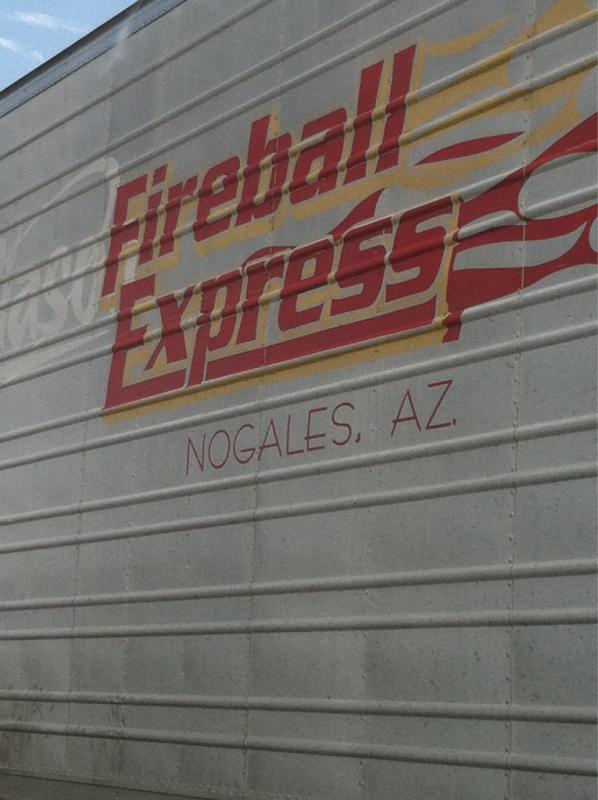 Fireball
Express
NOGALES, AZ.